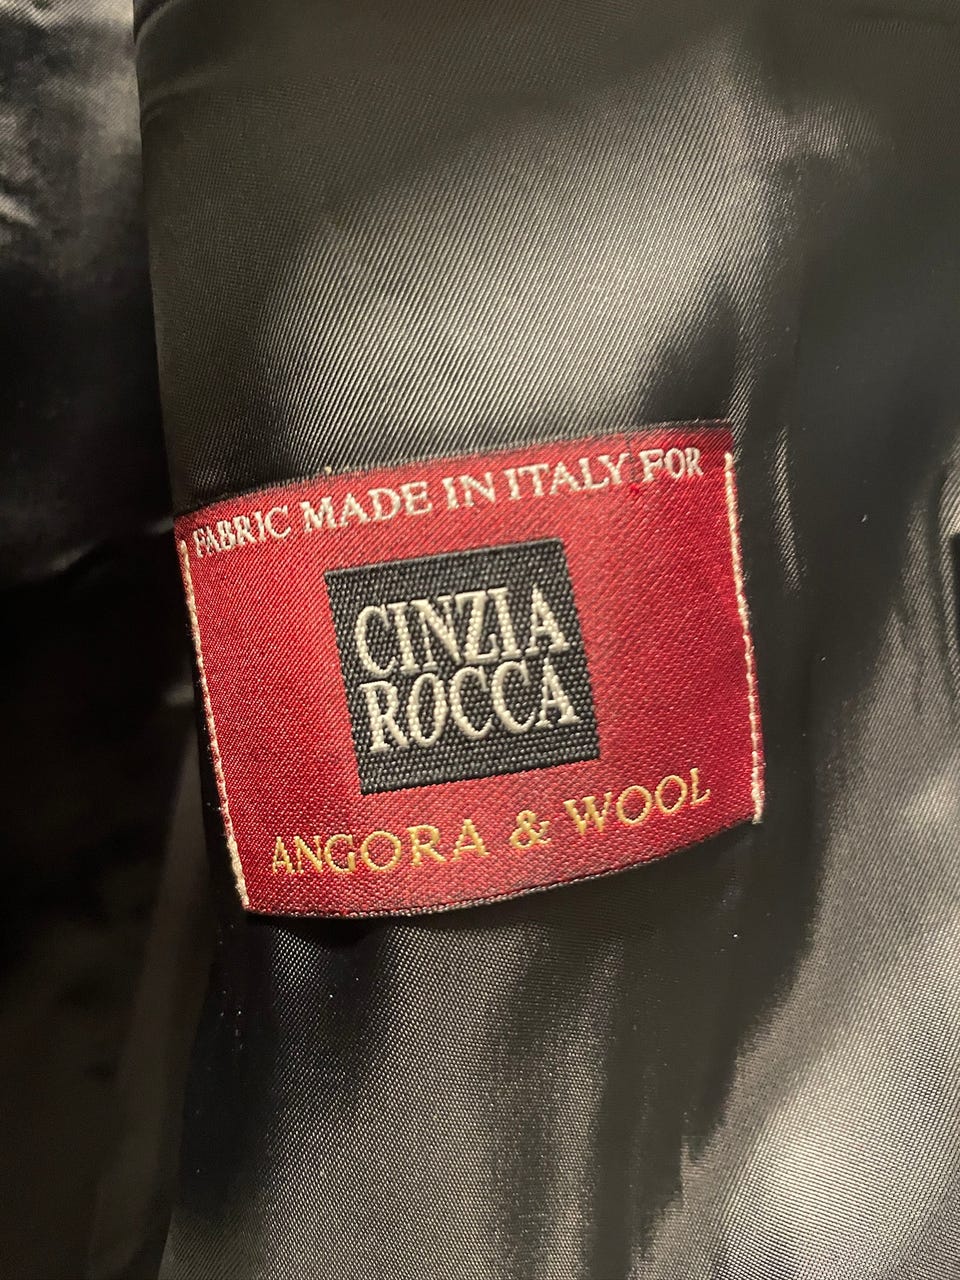 FABRIC MADE IN ITALY FOR
CINZIA
ROCCA
ANGORA & WOOL